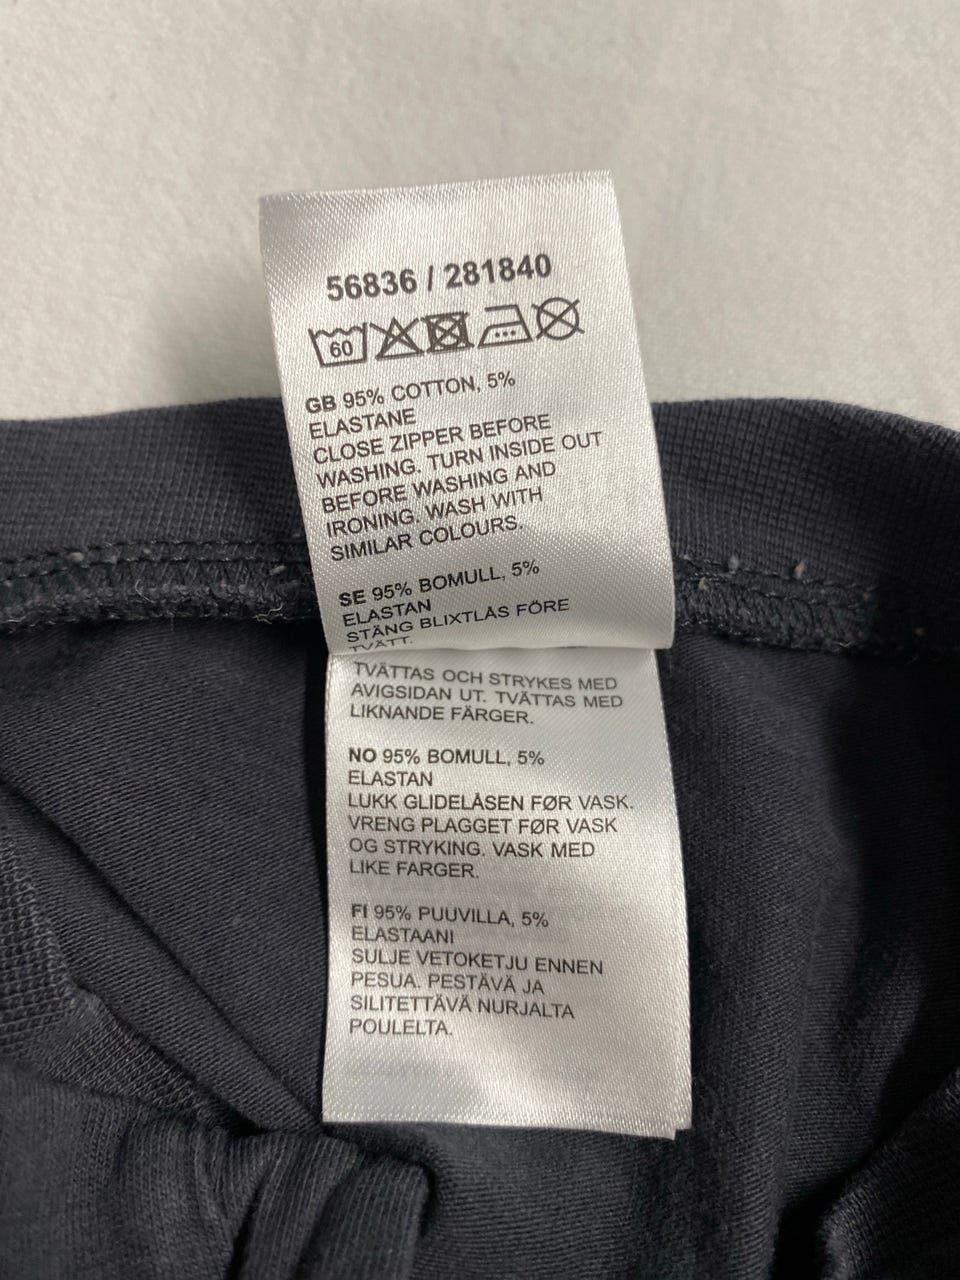 56836 / 281840
60
GB 95% COTTON, 5%
ELASTANE
CLOSE ZIPPER BEFORE
WASHING. TURN INSIDE OUT
BEFORE WASHING AND
IRONING. WASH WITH
SIMILAR COLOURS.
SE 95% BOMULL, 5%
ELASTAN
STÄNG BLIXTLÅS FÖRE
TVÄTT.
TVÄTTAS OCH STRYKES MED
AVIGSIDAN UT. TVÄTTAS MED
LIKNANDE FÄRGER.
NO 95% BOMULL, 5%
ELASTAN
LUKK GLIDELÅSEN FØR VASK.
VRENG PLAGGET FØR VASK
OG STRYKING. VASK MED
LIKE FARGER.
FI 95% PUUVILLA, 5%
ELASTAANI
SULJE VETOKETJU ENNEN
PESUA. PESTÄVÄ JA
SILITETTÄVÄ NURJALTA
POULELTA.